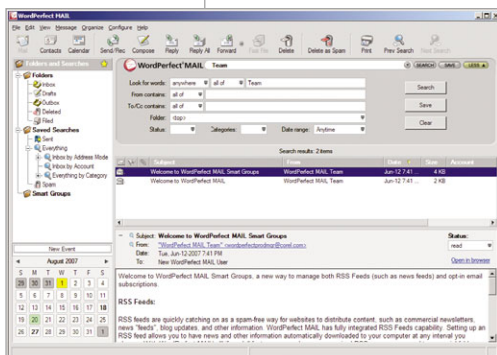 WordPerfect MAIL
File Edit View Message Organize Configure Help
Mail Contacts Calendar Send/Rec Compose Reply Reply All Forward Delete Delete as Spam Print Prev Search Next Search
Folders and Searches
Folders
Inbox
Drafts
Outbox
Deleted
Filed
Saved Searches
Sent
Everything
Inbox by Address Mode
Inbox by Account
Everything by Category
Spam
Smart Groups
WordPerfect MAIL Team SEARCH SAVE LESS
Look for words: anywhere all of Team
From contains: all of
To/Cc contains: all of
Folder:
Status: Categories: Date range: Anytime
Search
Save
Clear
Search results: 2 items
Subject From Date Size Account
Welcome to WordPerfect MAIL Smart Groups WordPerfect MAIL Team Jun-12 7:41 ... 4 KB
Welcome to WordPerfect MAIL WordPerfect MAIL Team Jun-12 7:41 ... 2 KB
Subject: Welcome to WordPerfect MAIL Smart Groups
From: "WordPerfect MAIL Team" <wordperfectprodmgr@corel.com>
Date: Tue, Jun-12-2007 7:41 PM
To: New WordPerfect MAIL User
Status:
read
Open in browser
New Event
August 2007
S M T W T F S
29 30 31 1 2 3 4
5 6 7 8 9 10 11
12 13 14 15 16 17 18
19 20 21 22 23 24 25
26 27 28 29 30 31 1
Welcome to WordPerfect MAIL Smart Groups, a new way to manage both RSS Feeds (such as news feeds) and opt-in email
subscriptions.
RSS Feeds:
RSS feeds are quickly catching on as a spam-free way for websites to distribute content, such as commercial newsletters,
news "feeds", blog updates, and other information. WordPerfect MAIL has fully integrated RSS Feeds capability. Setting up an
RSS feed allows you to have news and other information automatically downloaded to your computer at any interval you